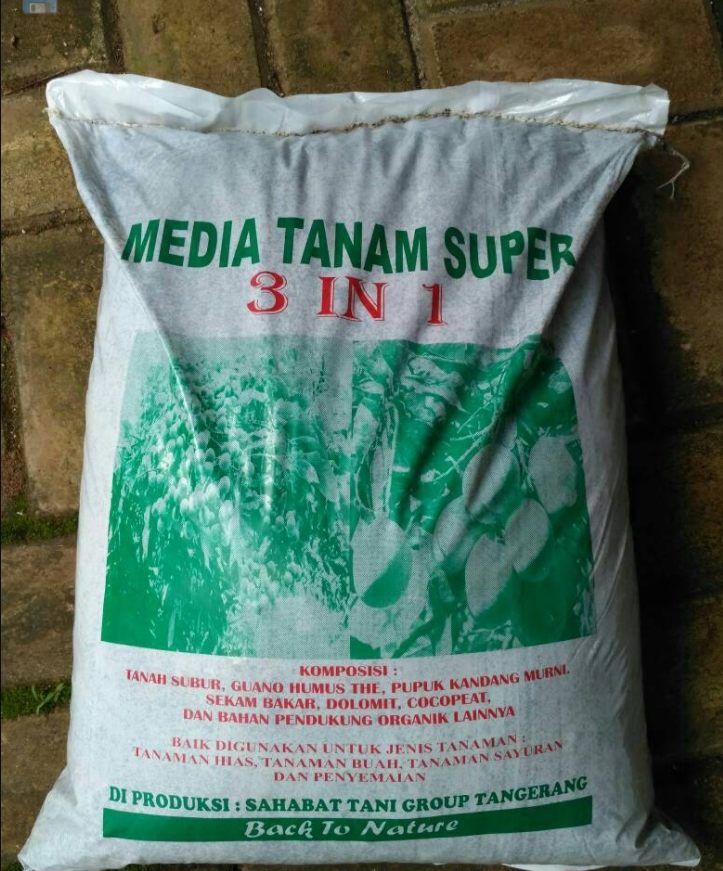 MEDIA TANAM SUPER
3 IN 1
KOMPOSISI :
TANAH SUBUR, GUANO HUMUS THE, PUPUK KANDANG MURNI.
SEKAM BAKAR, DOLOMIT, COCOPEAT,
DAN BAHAN PENDUKUNG ORGANIK LAINNYA
BAIK DIGUNAKAN UNTUK JENIS TANAMAN :
TANAMAN HIAS, TANAMAN BUAH, TANAMAN SAYURAN
DAN PENYEMAIAN
DI PRODUKSI : SAHABAT TANI GROUP TANGERANG
Back To Nature